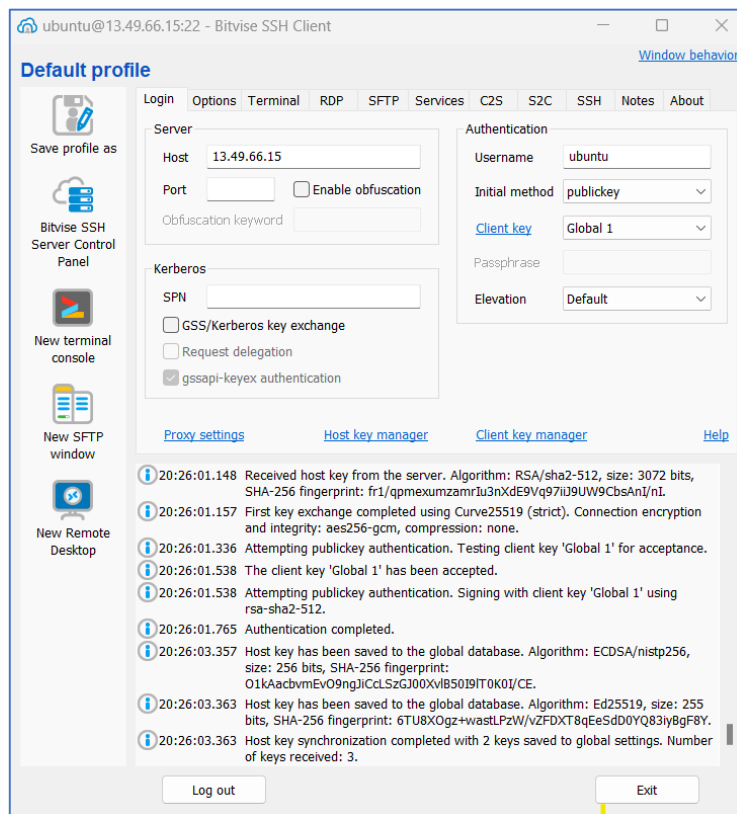 ubuntu@13.49.66.15:22 - Bitvise SSH Client
Window behavior
Default profile
Save profile as
Bitvise SSH
Server Control
Panel
New terminal
console
New SFTP
window
New Remote
Desktop
Login Options Terminal RDP SFTP Services C2S S2C SSH Notes About
Server
Host 13.49.66.15
Port Enable obfuscation
Obfuscation keyword
Kerberos
SPN
GSS/Kerberos key exchange
Request delegation
gssapi-keyex authentication
Authentication
Username ubuntu
Initial method publickey
Client key Global 1
Passphrase
Elevation Default
Proxy settings Host key manager Client key manager Help
20:26:01.148 Received host key from the server. Algorithm: RSA/sha2-512, size: 3072 bits,
SHA-256 fingerprint: fr1/qpmexumzamrIu3nXdE9Vq97iiJ9UW9CbsAnI/nI.
20:26:01.157 First key exchange completed using Curve25519 (strict). Connection encryption
and integrity: aes256-gcm, compression: none.
20:26:01.336 Attempting publickey authentication. Testing client key 'Global 1' for acceptance.
20:26:01.538 The client key 'Global 1' has been accepted.
20:26:01.538 Attempting publickey authentication. Signing with client key 'Global 1' using
rsa-sha2-512.
20:26:01.765 Authentication completed.
20:26:03.357 Host key has been saved to the global database. Algorithm: ECDSA/nistp256,
size: 256 bits, SHA-256 fingerprint:
O1kAacbvmEvO9ngJiCcLSzGJ00XvlB50I9lT0K0I/CE.
20:26:03.363 Host key has been saved to the global database. Algorithm: Ed25519, size: 255
bits, SHA-256 fingerprint: 6TU8XOgz+wastLPzW/vZFDXT8qEeSdD0YQ83iyBgF8Y.
20:26:03.363 Host key synchronization completed with 2 keys saved to global settings. Number
of keys received: 3.
Log out Exit